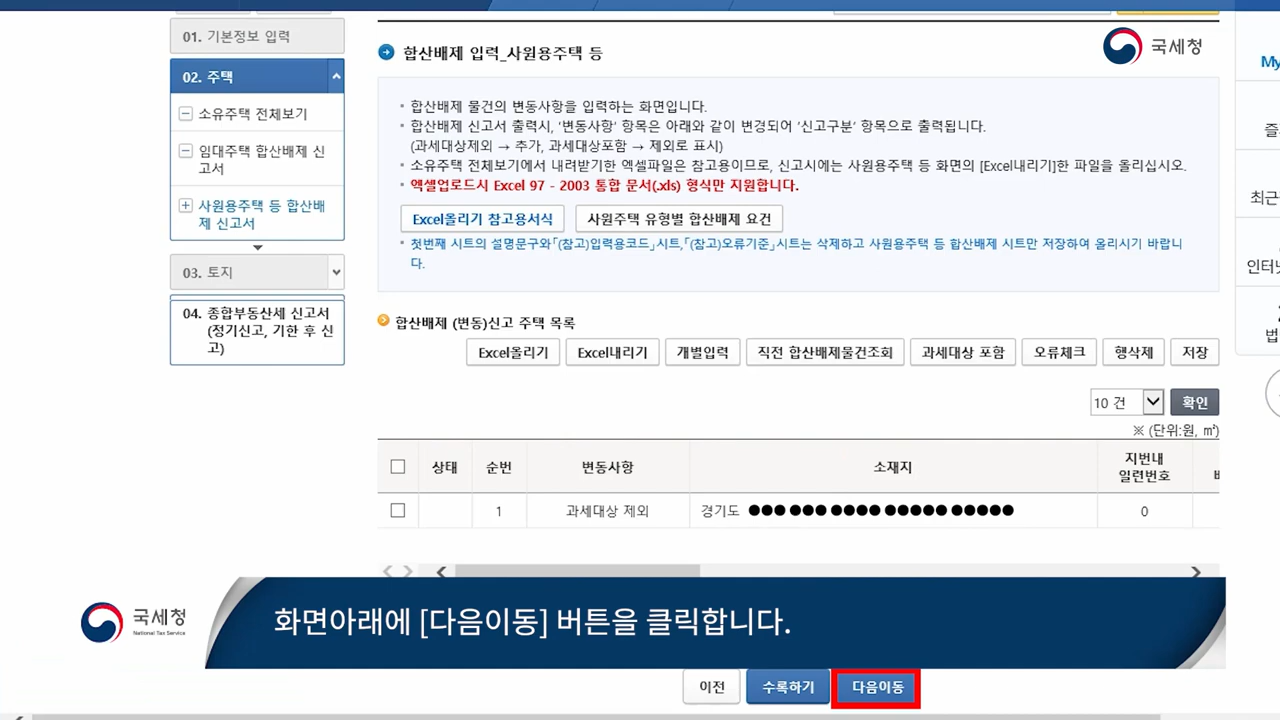 01. 기본정보 입력
02. 주택
소유주택 전체보기
임대주택 합산배제 신
고서
사원용주택 등 합산배
제 신고서
03. 토지
04. 종합부동산세 신고서
(정기신고, 기한 후 신
고)
합산배제 입력_사원용주택 등
국세청
합산배제 물건의 변동사항을 입력하는 화면입니다.
합산배제 신고서 출력시, '변동사항' 항목은 아래와 같이 변경되어 '신고구분' 항목으로 출력됩니다.
(과세대상제외 → 추가, 과세대상포함 → 제외로 표시)
소유주택 전체보기에서 내려받기한 엑셀파일은 참고용이므로, 신고시에는 사원용주택 등 화면의 [Excel내리기]한 파일을 올리십시오.
엑셀업로드시 Excel 97 - 2003 통합 문서(.xls) 형식만 지원합니다.
Excel올리기 참고용서식 사원주택 유형별 합산배제 요건
첫번째 시트의 설명문구와「(참고)입력용코드」시트,「(참고)오류기준」시트는 삭제하고 사원용주택 등 합산배제 시트만 저장하여 올리시기 바랍니
다.
합산배제 (변동)신고 주택 목록
Excel올리기 Excel내리기 개별입력 직전 합산배제물건조회 과세대상 포함 오류체크 행삭제 저장
10 건 확인
※ (단위:원, ㎡)
상태 순번 변동사항 소재지 지번내
일련번호
1 과세대상 제외 경기도 ●●● ●●● ●●●● ●●●●● ●●●●● 0
My
즐
최근
인터넷
법
국세청
National Tax Service
화면아래에 [다음이동] 버튼을 클릭합니다.
이전 수록하기 다음이동